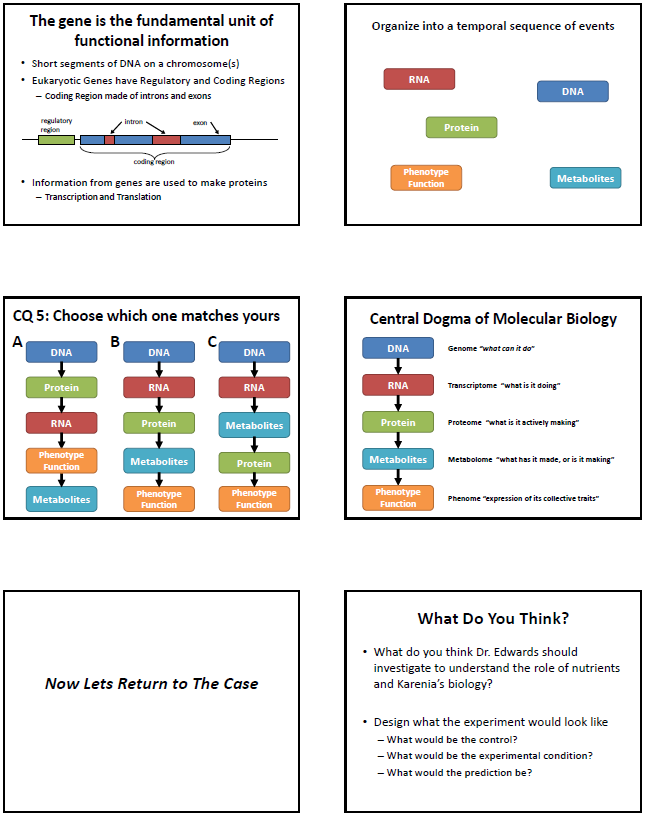 The gene is the fundamental unit of
functional information
• Short segments of DNA on a chromosome(s)
• Eukaryotic Genes have Regulatory and Coding Regions
– Coding Region made of introns and exons
regulatory
region
intron
exon
coding region
• Information from genes are used to make proteins
– Transcription and Translation
Organize into a temporal sequence of events
RNA
DNA
Protein
Phenotype
Function
Metabolites
CQ 5: Choose which one matches yours
A
DNA
Protein
RNA
Phenotype
Function
Metabolites
B
DNA
RNA
Protein
Metabolites
Phenotype
Function
C
DNA
RNA
Metabolites
Protein
Phenotype
Function
Central Dogma of Molecular Biology
DNA
Genome “what can it do”
RNA
Transcriptome “what is it doing”
Protein
Proteome “what is it actively making”
Metabolites
Metabolome “what has it made, or is it making”
Phenotype
Function
Phenome “expression of its collective traits”
Now Lets Return to The Case
What Do You Think?
• What do you think Dr. Edwards should
investigate to understand the role of nutrients
and Karenia’s biology?
• Design what the experiment would look like
– What would be the control?
– What would be the experimental condition?
– What would the prediction be?